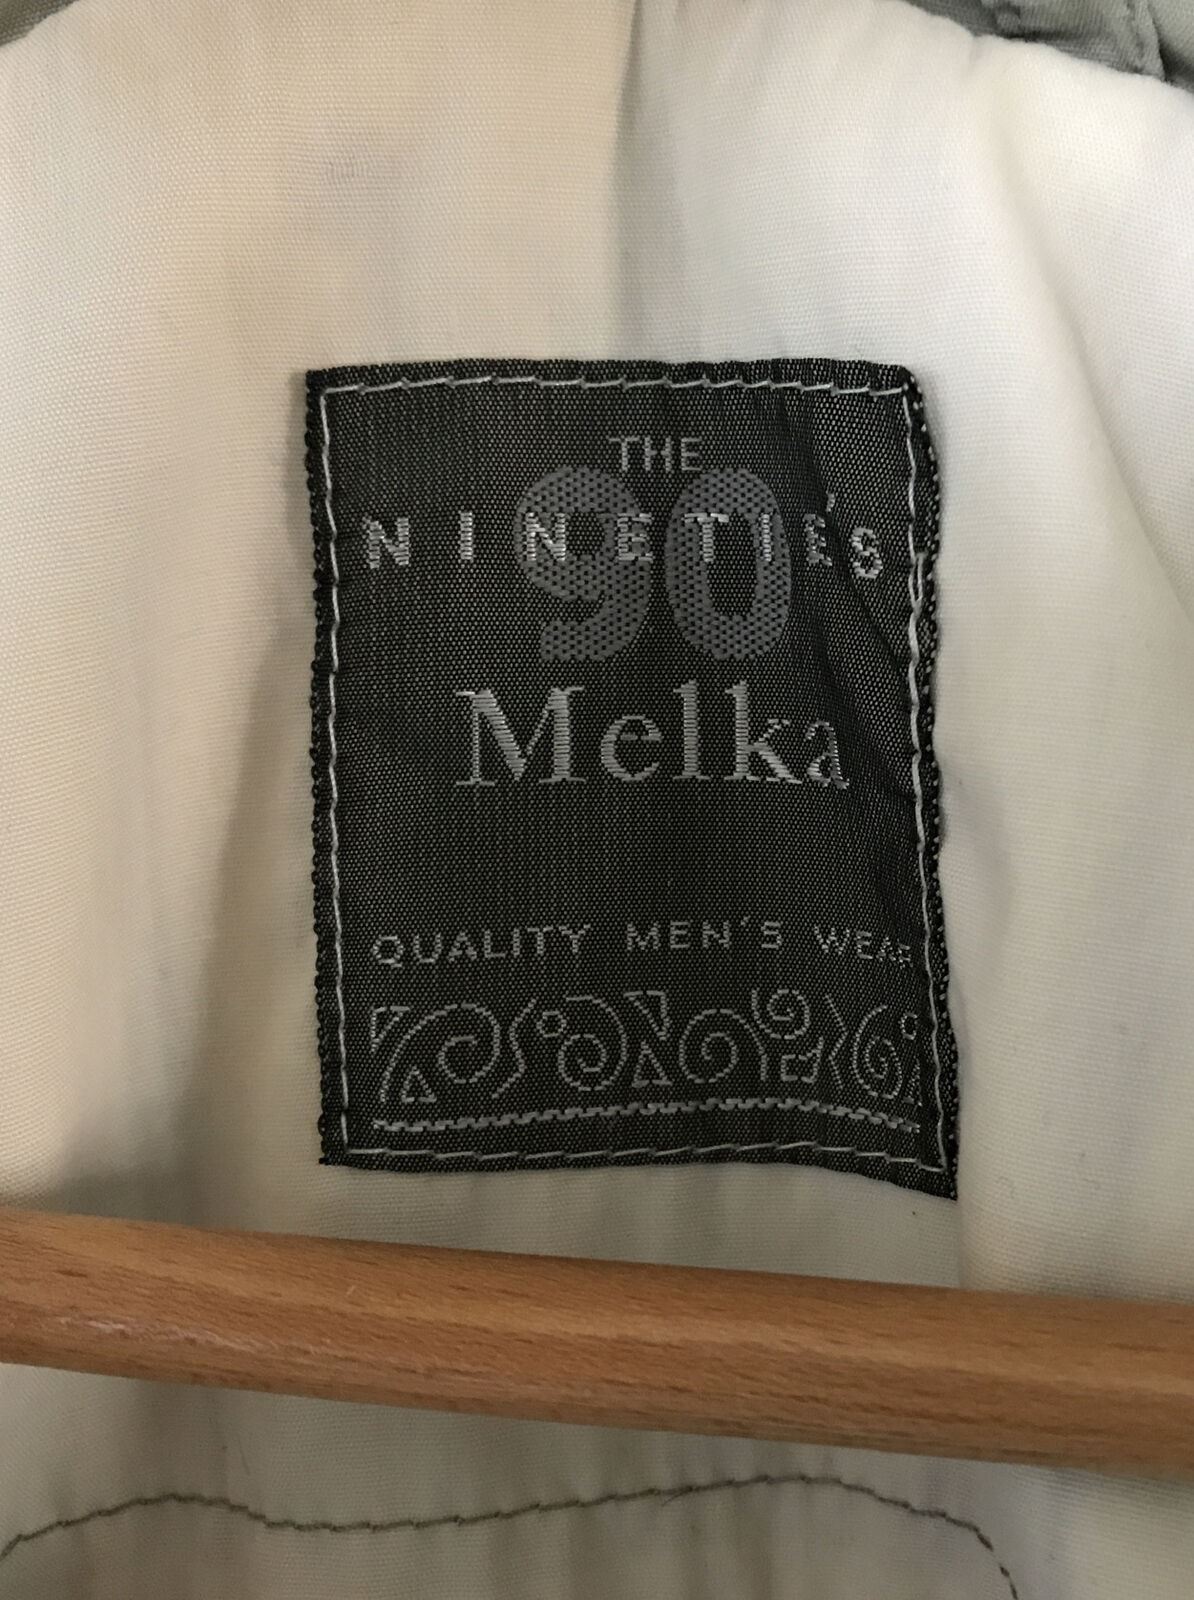 THE
90
NINETIE'S
Melka
QUALITY MEN'S WEAR